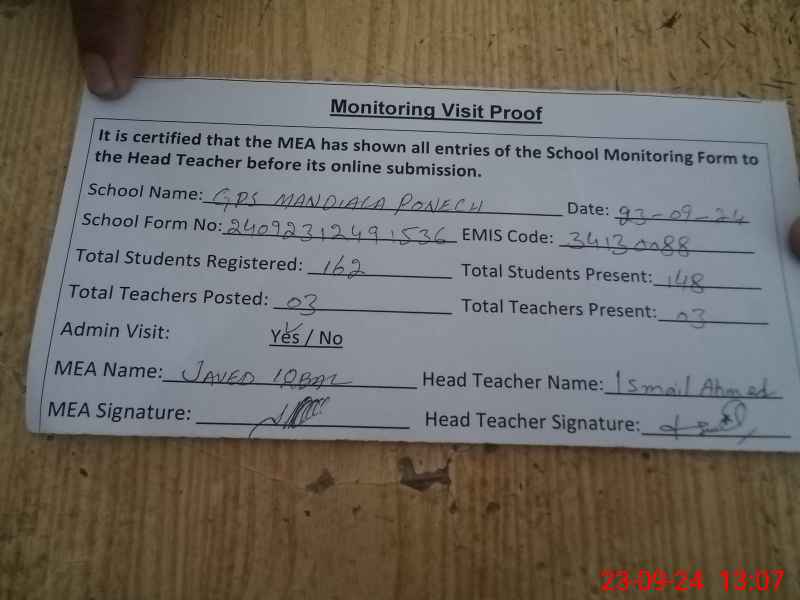 Monitoring Visit Proof
It is certified that the MEA has shown all entries of the School Monitoring Form to
the Head Teacher before its online submission.
School Name: GPS MANDIALA PONECH Date: 23-09-24
School Form No: 24092312491536 EMIS Code: 34130088
Total Students Registered: 162 Total Students Present: 148
Total Teachers Posted: 03 Total Teachers Present: 03
Admin Visit: Yes / No
MEA Name: JAVED IQBAL Head Teacher Name: Ismail Ahmed
MEA Signature: Head Teacher Signature:
23-09-24 13:07